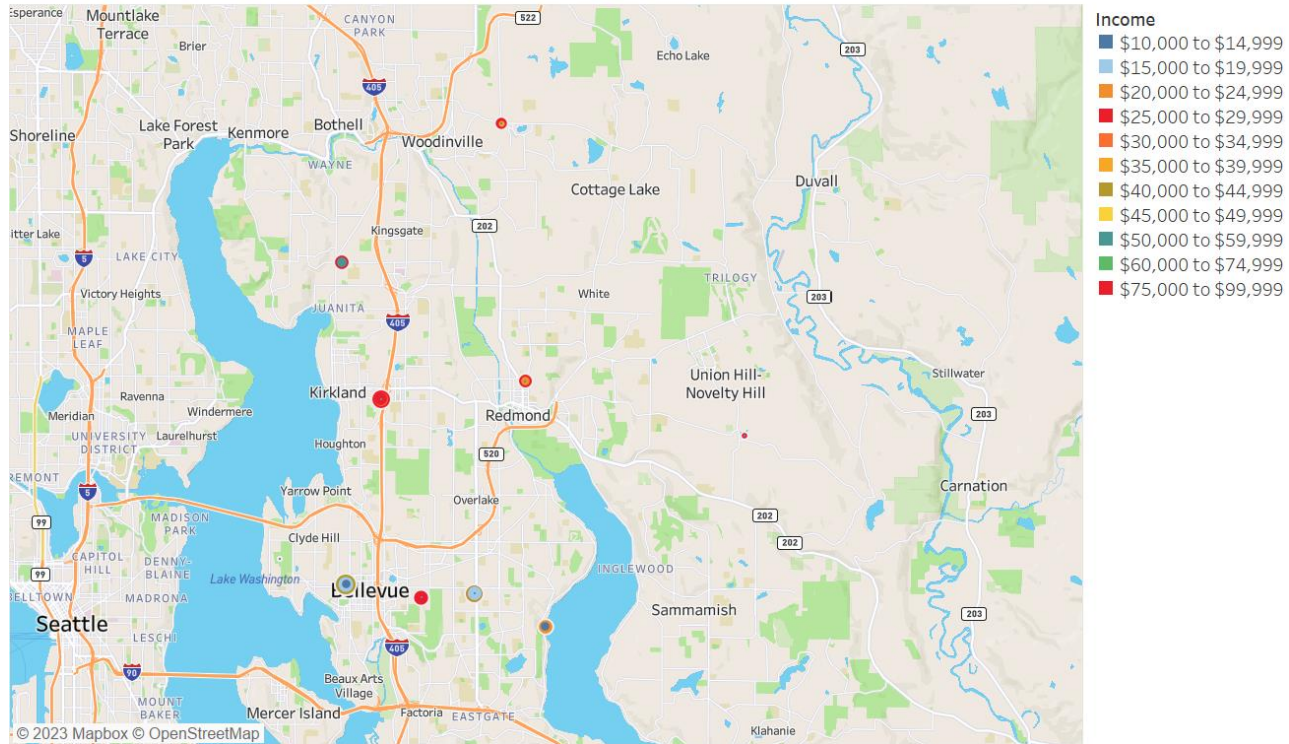 Esperance
Mountlake
Terrace
CANYON
PARK
522
Brier
203
Echo Lake
405
Shoreline
Lake Forest
Park
Kenmore
Bothell
Woodinville
WAYNE
Cottage Lake
Duvall
202
itter Lake
Kingsgate
5
LAKE CITY
TRILOGY
Victory Heights
White
203
JUANITA
405
MAPLE
LEAF
Union Hill-
Novelty Hill
Stillwater
Kirkland
Ravenna
Meridian
Windermere
Redmond
203
UNIVERSITY
DISTRICT
Laurelhurst
Houghton
520
REMONT
5
Yarrow Point
Overlake
Carnation
99
MADISON
PARK
202
Clyde Hill
202
CAPITOL
HILL
DENNY-
BLAINE
Lake Washington
INGLEWOOD
99
BELLTOWN
MADRONA
Bellevue
Sammamish
203
Seattle
LESCHI
405
90
Beaux Arts
Village
MOUNT
BAKER
Mercer Island
Factoria
EASTGATE
Klahanie
© 2023 Mapbox © OpenStreetMap
Income
$10,000 to $14,999
$15,000 to $19,999
$20,000 to $24,999
$25,000 to $29,999
$30,000 to $34,999
$35,000 to $39,999
$40,000 to $44,999
$45,000 to $49,999
$50,000 to $59,999
$60,000 to $74,999
$75,000 to $99,999